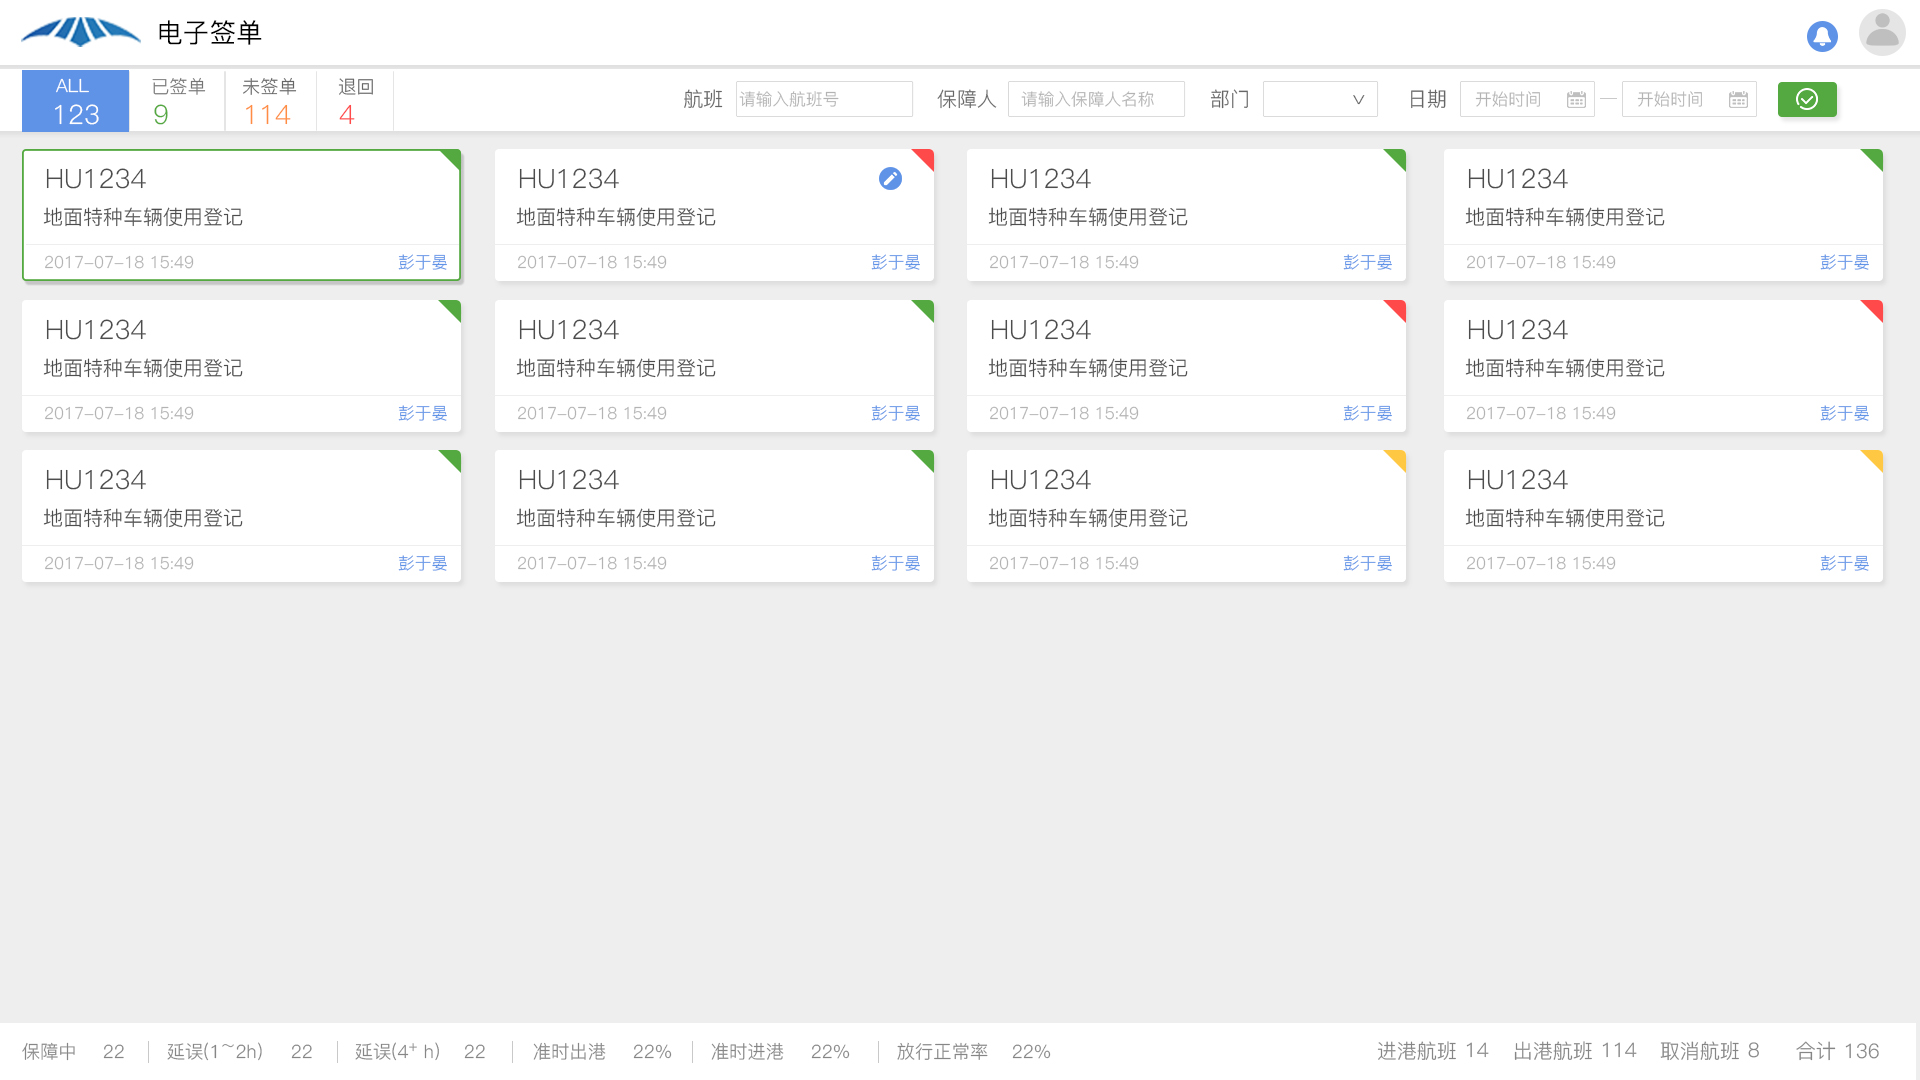 电子签单
ALL 已签单 未签单 退回
123 9 114 4
航班 请输入航班号 保障人 请输入保障人名称 部门 日期 开始时间 — 开始时间
HU1234 HU1234 HU1234 HU1234
地面特种车辆使用登记 地面特种车辆使用登记 地面特种车辆使用登记 地面特种车辆使用登记
2017-07-18 15:49 彭于晏 2017-07-18 15:49 彭于晏 2017-07-18 15:49 彭于晏 2017-07-18 15:49 彭于晏
HU1234 HU1234 HU1234 HU1234
地面特种车辆使用登记 地面特种车辆使用登记 地面特种车辆使用登记 地面特种车辆使用登记
2017-07-18 15:49 彭于晏 2017-07-18 15:49 彭于晏 2017-07-18 15:49 彭于晏 2017-07-18 15:49 彭于晏
HU1234 HU1234 HU1234 HU1234
地面特种车辆使用登记 地面特种车辆使用登记 地面特种车辆使用登记 地面特种车辆使用登记
2017-07-18 15:49 彭于晏 2017-07-18 15:49 彭于晏 2017-07-18 15:49 彭于晏 2017-07-18 15:49 彭于晏
保障中 22 延误(1~2h) 22 延误(4⁺ h) 22 准时出港 22% 准时进港 22% 放行正常率 22% 进港航班 14 出港航班 114 取消航班 8 合计 136